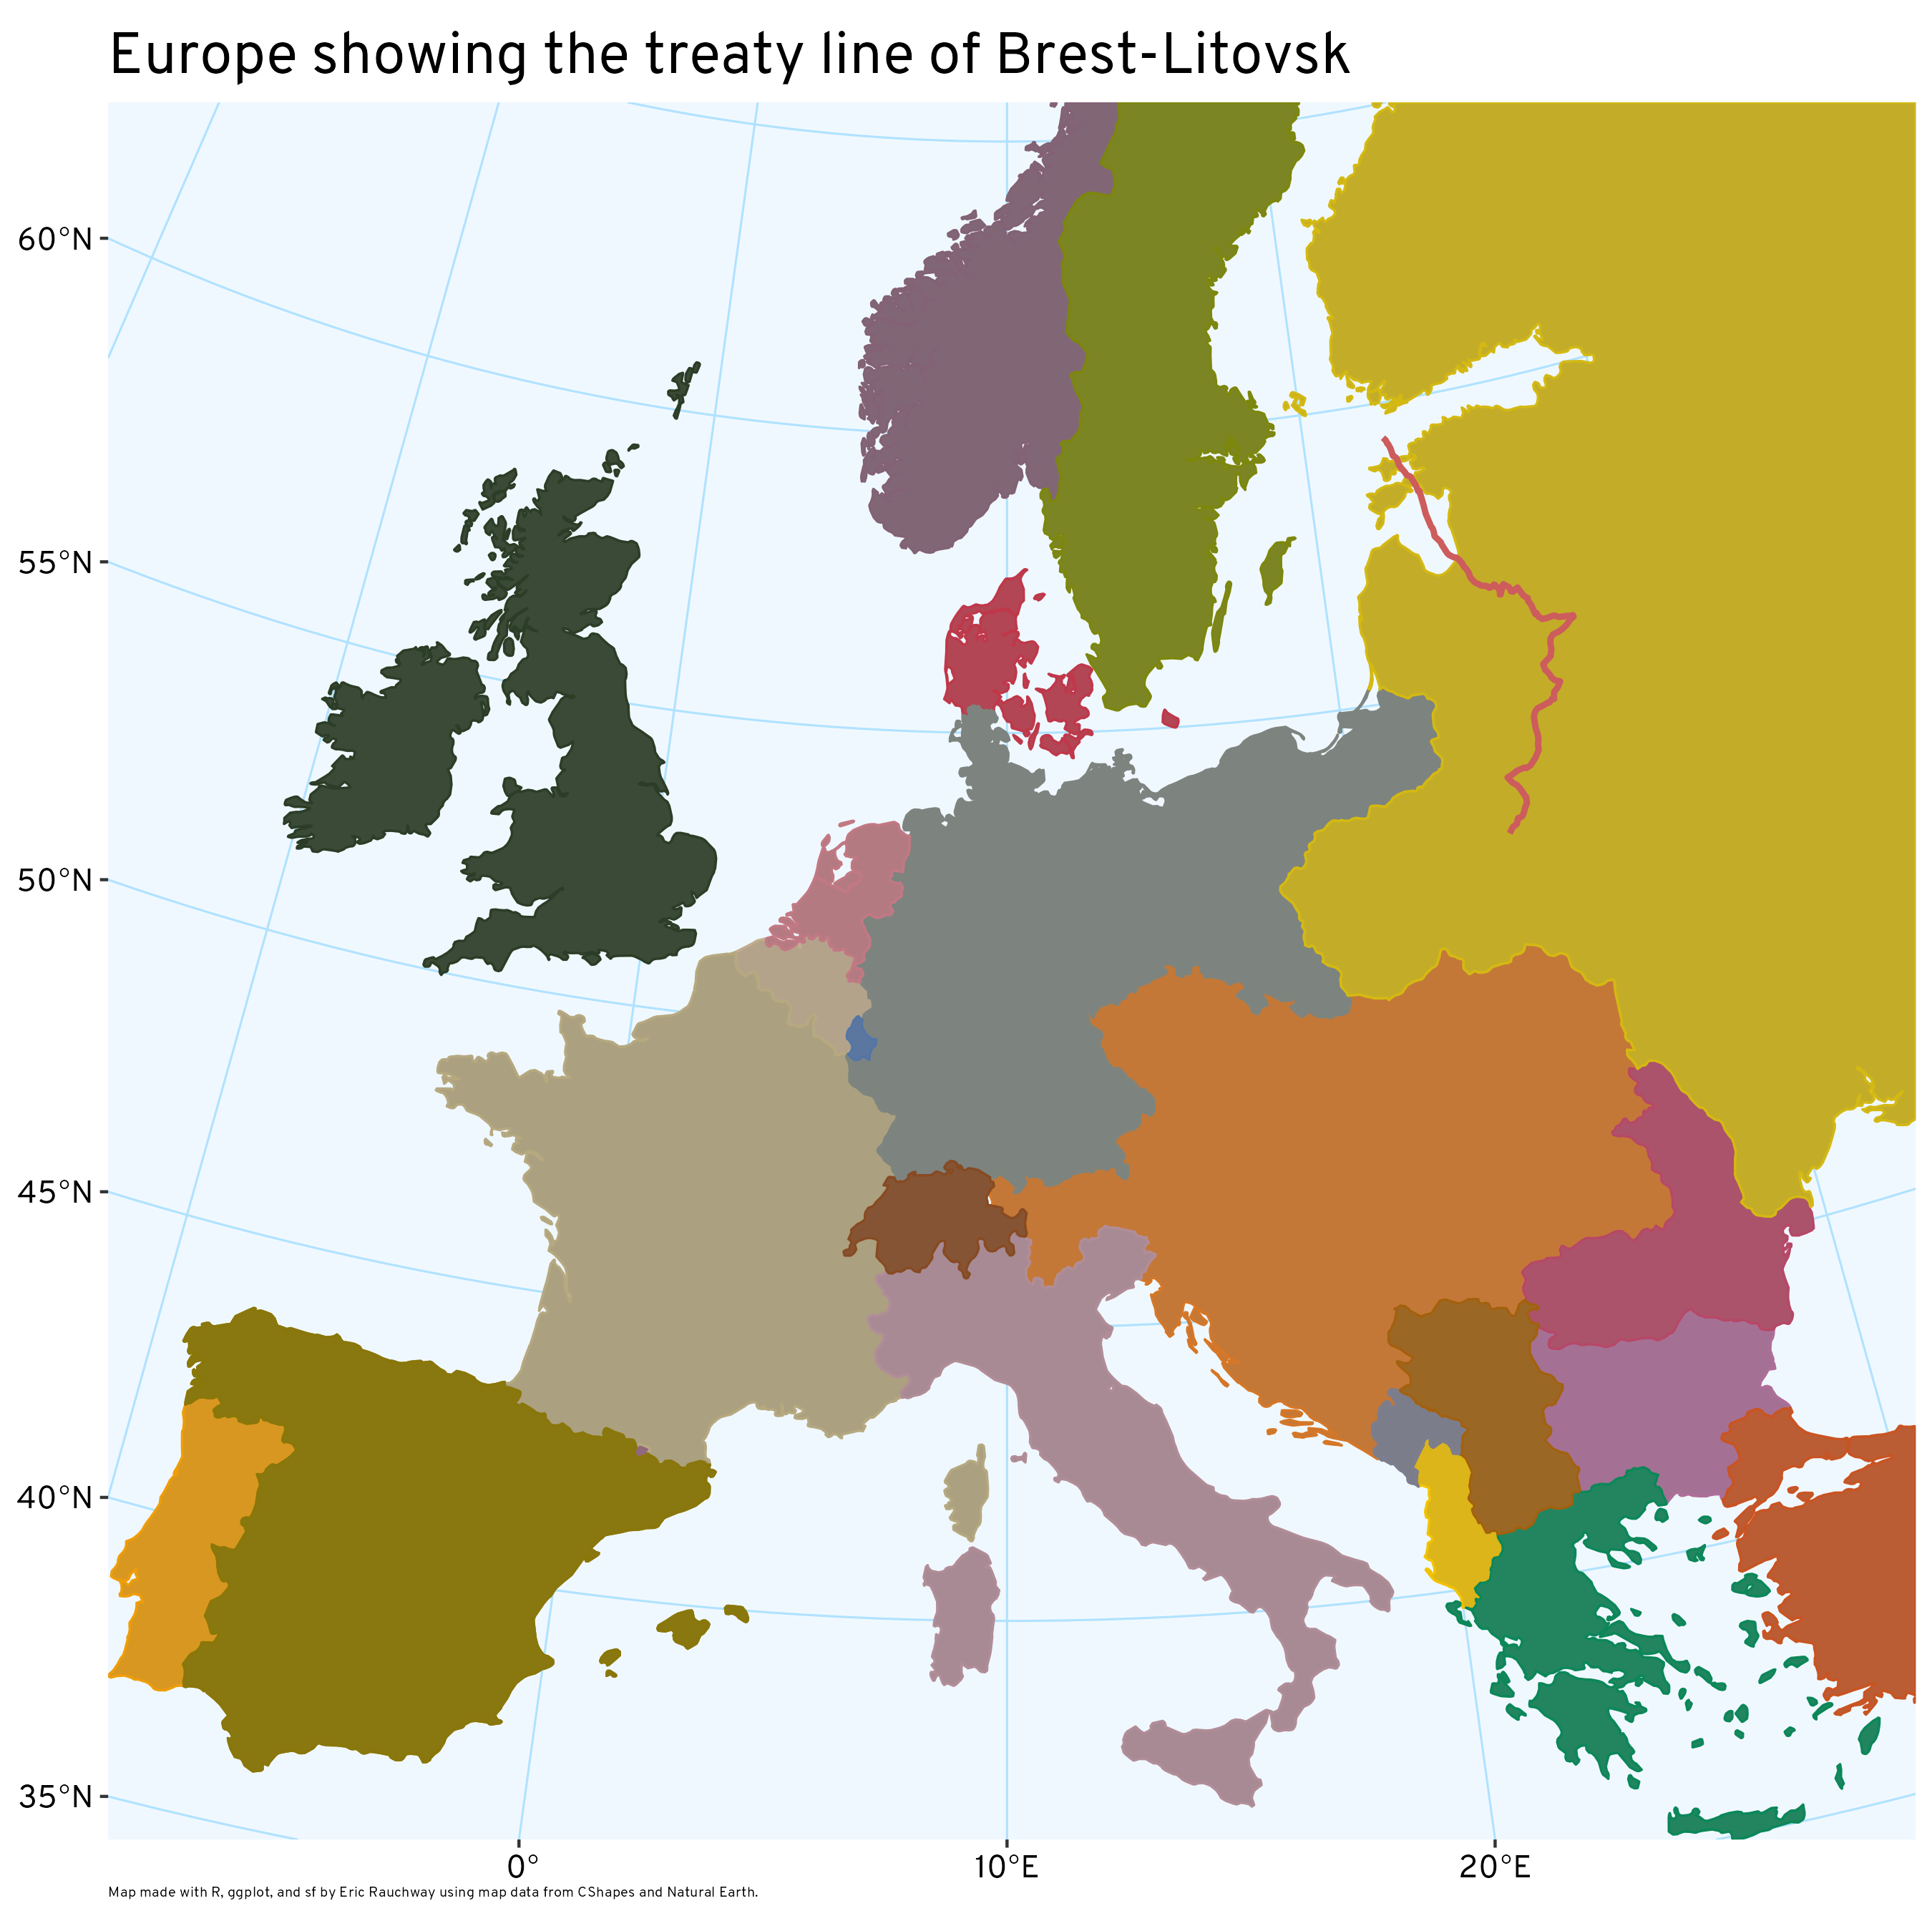 Europe showing the treaty line of Brest-Litovsk
60°N
55°N
50°N
45°N
40°N
35°N
0° 10°E 20°E
Map made with R, ggplot, and sf by Eric Rauchway using map data from CShapes and Natural Earth.